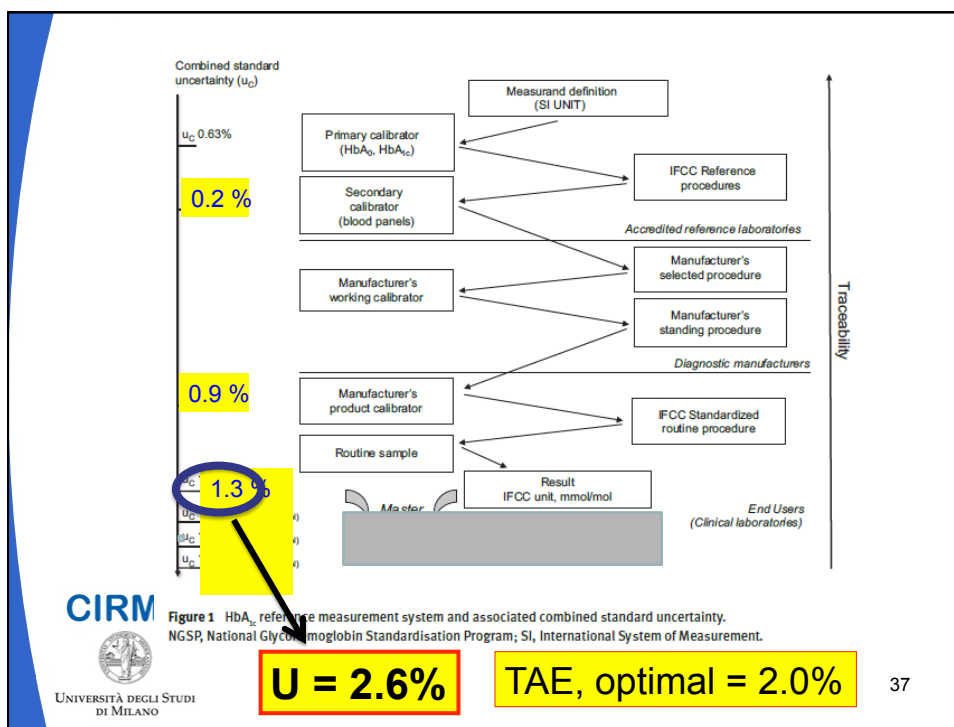 Combined standard
uncertainty (uC)
Measurand definition
(SI UNIT)
uC 0.63%
Primary calibrator
(HbA0, HbA1c)
IFCC Reference
procedures
0.2 %
Secondary
calibrator
(blood panels)
Accredited reference laboratories
Manufacturer's
selected procedure
Manufacturer's
working calibrator
Manufacturer's
standing procedure
Traceability
Diagnostic manufacturers
0.9 %
Manufacturer's
product calibrator
IFCC Standardized
routine procedure
Routine sample
Result
IFCC unit, mmol/mol
uC 1.3 %
Master
End Users
(Clinical laboratories)
uC
uC
uC
CIRM
Figure 1 HbA1c reference measurement system and associated combined standard uncertainty.
NGSP, National Glycohemoglobin Standardisation Program; SI, International System of Measurement.
U = 2.6%
TAE, optimal = 2.0%
37
UNIVERSITÀ DEGLI STUDI
DI MILANO